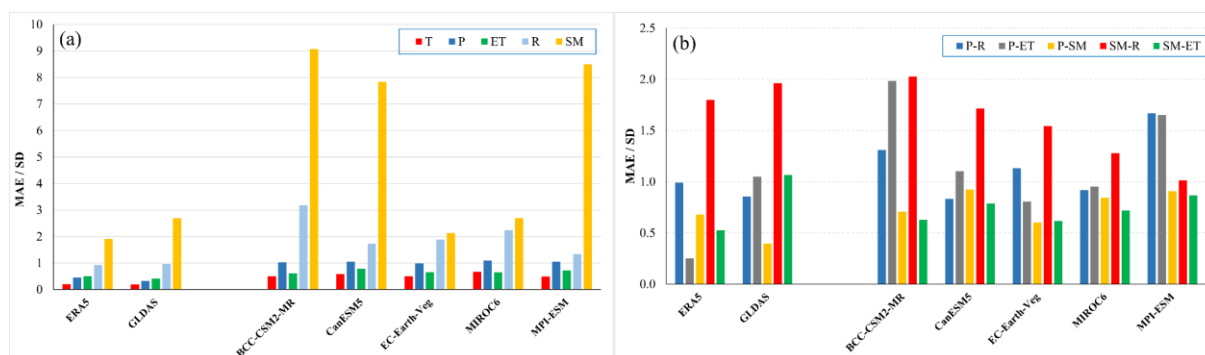 (a)
T P ET R SM
MAE / SD
10
9
8
7
6
5
4
3
2
1
0
ERA5
GLDAS
BCC-CSM2-MR
CanESM5
EC-Earth-Veg
MIROC6
MPI-ESM
(b)
P-R P-ET P-SM SM-R SM-ET
MAE / SD
2.5
2.0
1.5
1.0
0.5
0.0
ERA5
GLDAS
BCC-CSM2-MR
CanESM5
EC-Earth-Veg
MIROC6
MPI-ESM